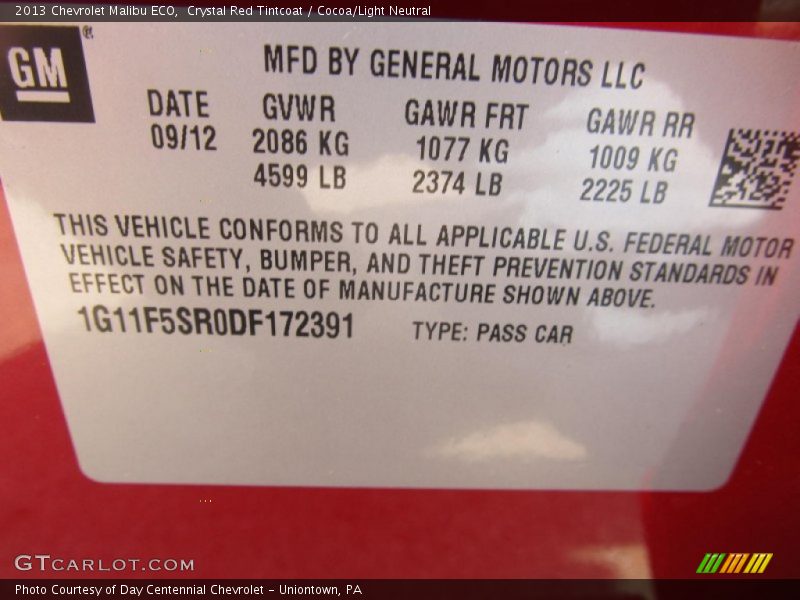 2013 Chevrolet Malibu ECO,  Crystal Red Tintcoat / Cocoa/Light Neutral
GM
MFD BY GENERAL MOTORS LLC
DATE GVWR GAWR FRT GAWR RR
09/12 2086 KG 1077 KG 1009 KG
4599 LB 2374 LB 2225 LB
THIS VEHICLE CONFORMS TO ALL APPLICABLE U.S. FEDERAL MOTOR
VEHICLE SAFETY, BUMPER, AND THEFT PREVENTION STANDARDS IN
EFFECT ON THE DATE OF MANUFACTURE SHOWN ABOVE.
1G11F5SR0DF172391 TYPE: PASS CAR
GTCARLOT.COM
Photo Courtesy of Day Centennial Chevrolet - Uniontown, PA